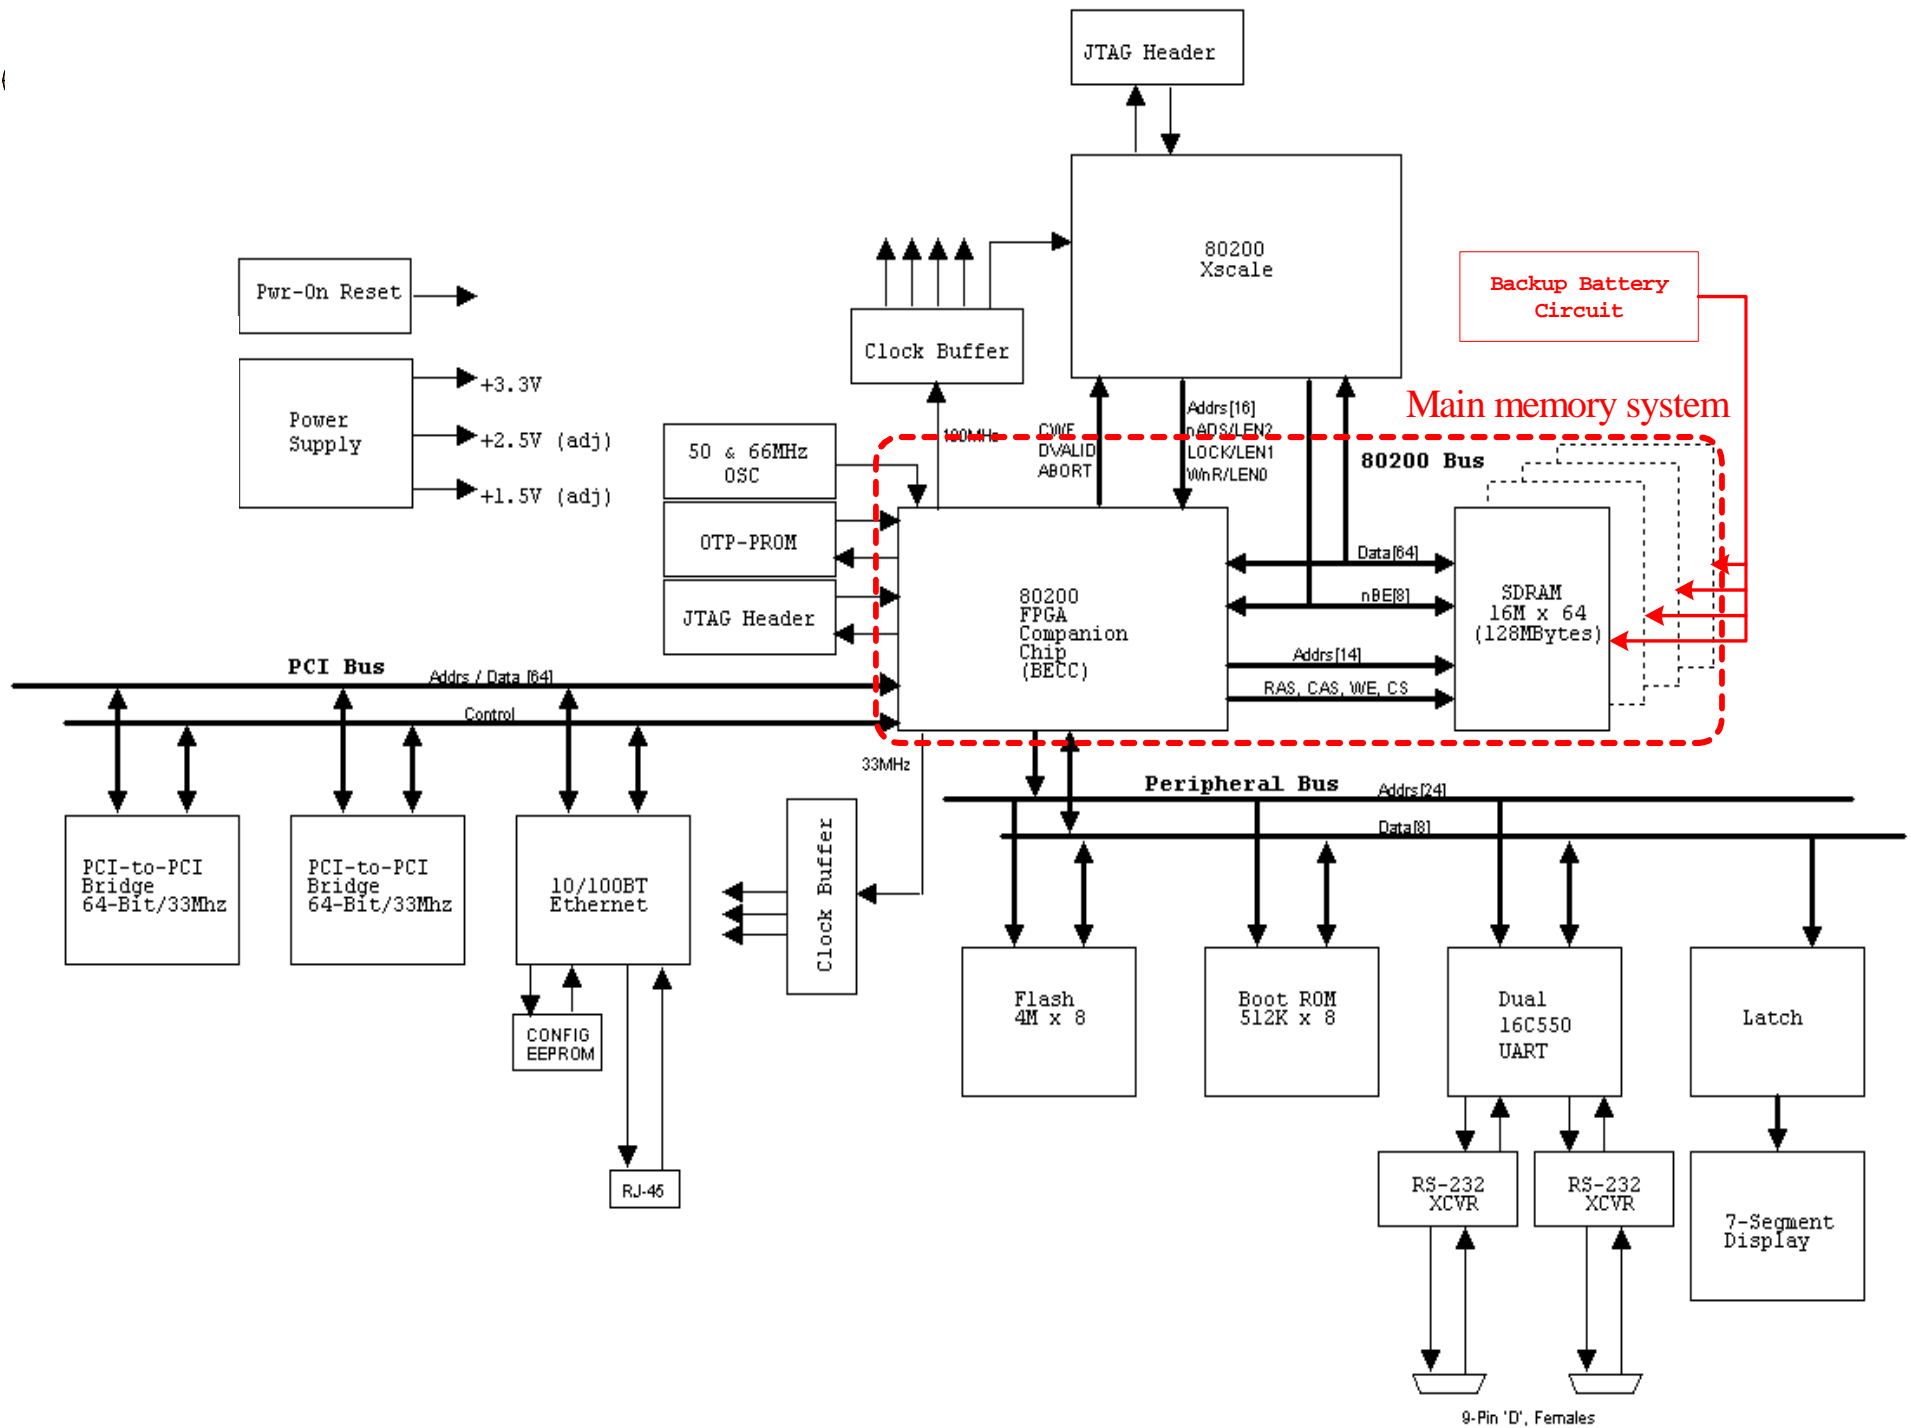 JTAG Header
80200
Xscale
Pwr-On Reset
Backup Battery
Circuit
Clock Buffer
Power
Supply
+3.3V
+2.5V (adj)
+1.5V (adj)
Main memory system
50 & 66MHz
OSC
100MHz
CWF
DVALID
ABORT
Addrs[16]
nADS/LEN2
LOCK/LEN1
WnR/LEN0
80200 Bus
OTP-PROM
JTAG Header
80200
FPGA
Companion
Chip
(BECC)
Data[64]
nBE[8]
Addrs[14]
RAS, CAS, WE, CS
SDRAM
16M x 64
(128MBytes)
PCI Bus
Addrs / Data [64]
Control
33MHz
Peripheral Bus
Addrs[24]
Data[8]
PCI-to-PCI
Bridge
64-Bit/33Mhz
PCI-to-PCI
Bridge
64-Bit/33Mhz
10/100BT
Ethernet
Clock Buffer
Flash
4M x 8
Boot ROM
512K x 8
Dual
16C550
UART
Latch
CONFIG
EEPROM
RJ-45
RS-232
XCVR
RS-232
XCVR
7-Segment
Display
9-Pin 'D', Females